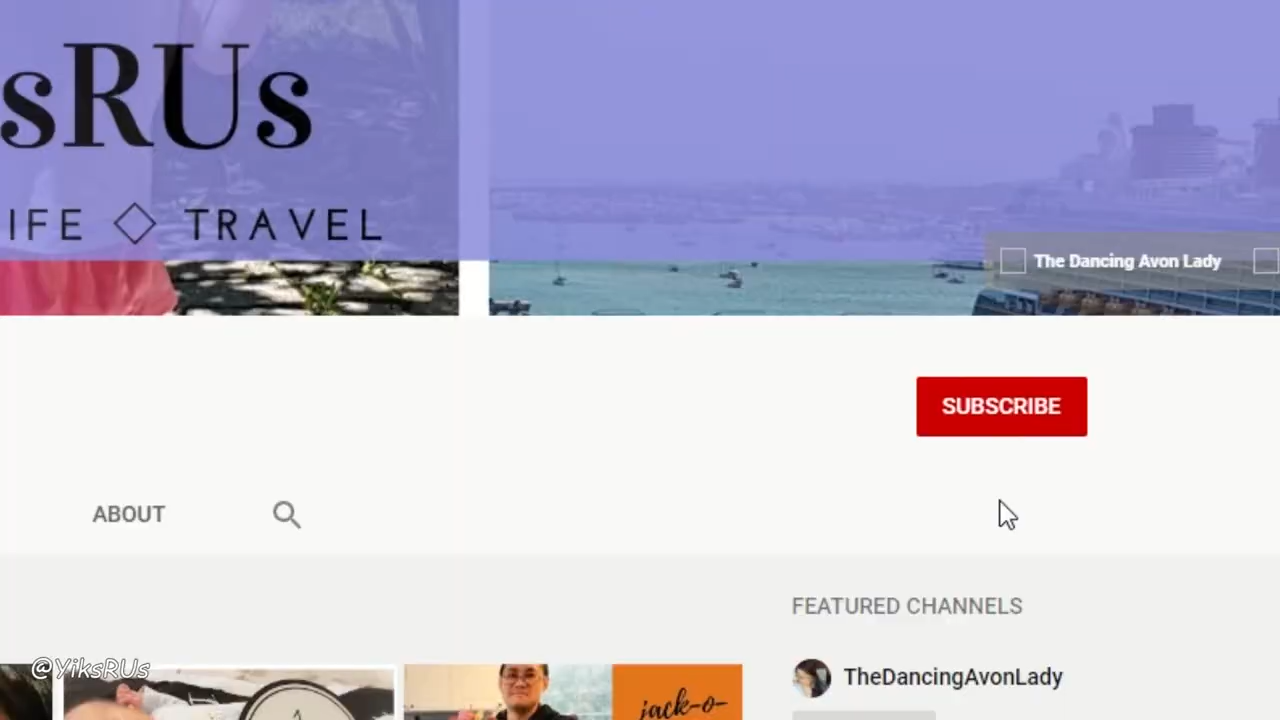 sRUs
IFE ◇ TRAVEL
The Dancing Avon Lady
SUBSCRIBE
ABOUT
FEATURED CHANNELS
@YiksRUs
TheDancingAvonLady
jack-o-